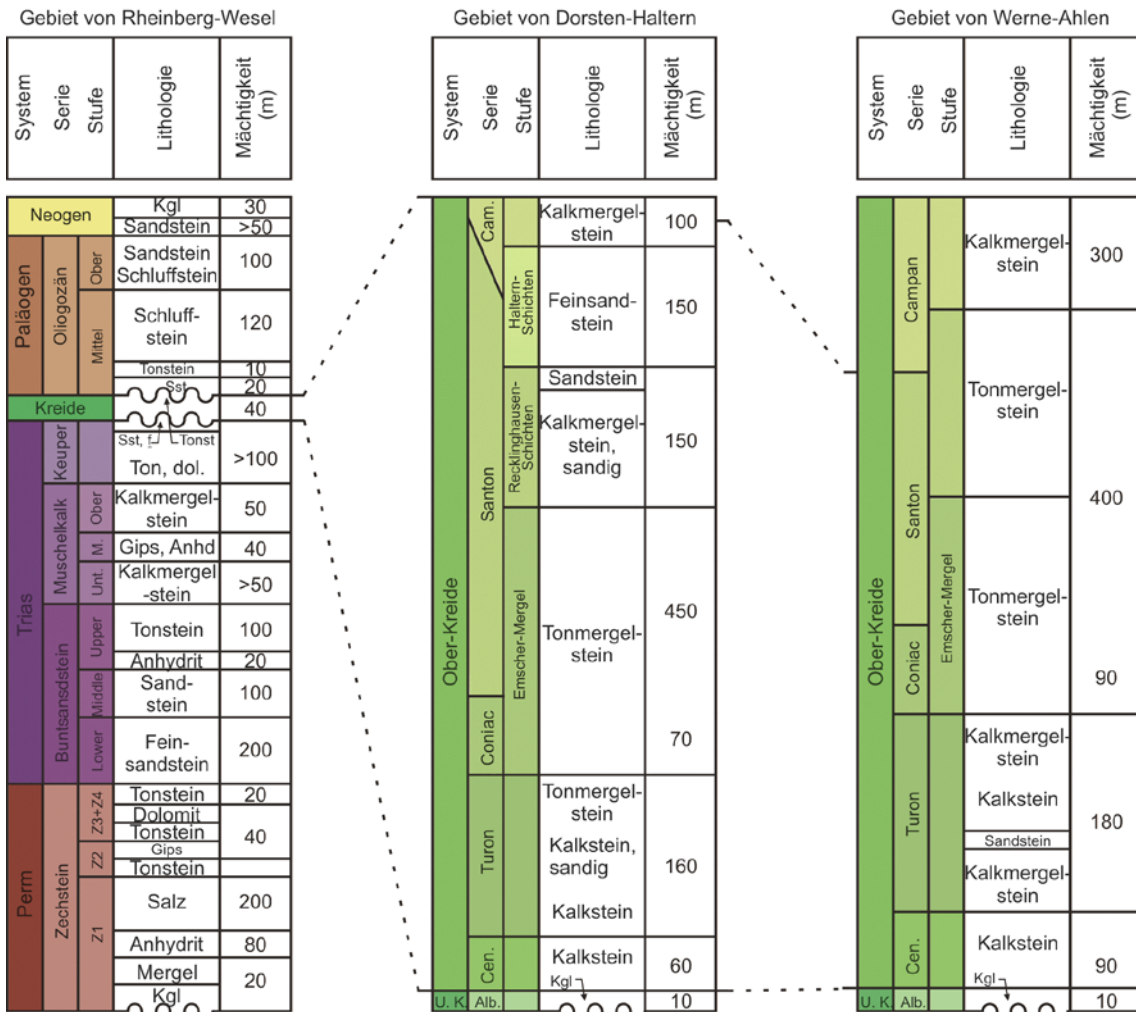 Gebiet von Rheinberg-Wesel
System
Serie
Stufe
Lithologie
Mächtigkeit
(m)
Neogen
Kgl
30
Sandstein
>50
Paläogen
Oliogozän
Ober
Sandstein
Schluffstein
100
Mittel
Schluff-
stein
120
Tonstein
10
Sst
20
Kreide
40
Sst, f
Tonst
Trias
Keuper
Ton, dol.
>100
Muschelkalk
Ober
Kalkmergel-
stein
50
M.
Gips, Anhd
40
Unt.
Kalkmergel
-stein
>50
Buntsansdstein
Upper
Tonstein
100
Anhydrit
20
Middle
Sand-
stein
100
Lower
Fein-
sandstein
200
Perm
Zechstein
Z3+Z4
Tonstein
20
Dolomit
Tonstein
40
Z2
Gips
Tonstein
Z1
Salz
200
Anhydrit
80
Mergel
20
Kgl
Gebiet von Dorsten-Haltern
System
Serie
Stufe
Lithologie
Mächtigkeit
(m)
Ober-Kreide
Cam.
Kalkmergel-
stein
100
Haltern-
Schichten
Feinsand-
stein
150
Santon
Recklinghausen-
Schichten
Sandstein
Kalkmergel-
stein,
sandig
150
Emscher-Mergel
Tonmergel-
stein
450
Coniac
70
Turon
Tonmergel-
stein
Kalkstein,
sandig
160
Kalkstein
Cen.
Kalkstein
60
Kgl
U. K.
Alb.
10
Gebiet von Werne-Ahlen
System
Serie
Stufe
Lithologie
Mächtigkeit
(m)
Ober-Kreide
Campan
Kalkmergel-
stein
300
Tonmergel-
stein
Santon
400
Emscher-Mergel
Tonmergel-
stein
Coniac
90
Turon
Kalkmergel-
stein
Kalkstein
180
Sandstein
Kalkmergel-
stein
Cen.
Kalkstein
90
Kgl
U. K.
Alb.
10